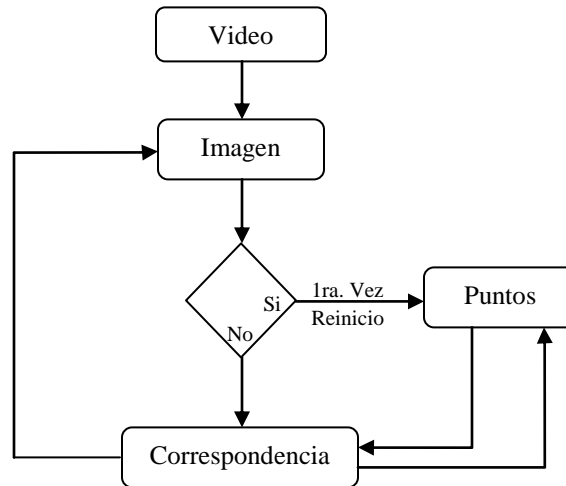 Video
Imagen
Si
1ra. Vez
Reinicio
Puntos
No
Correspondencia